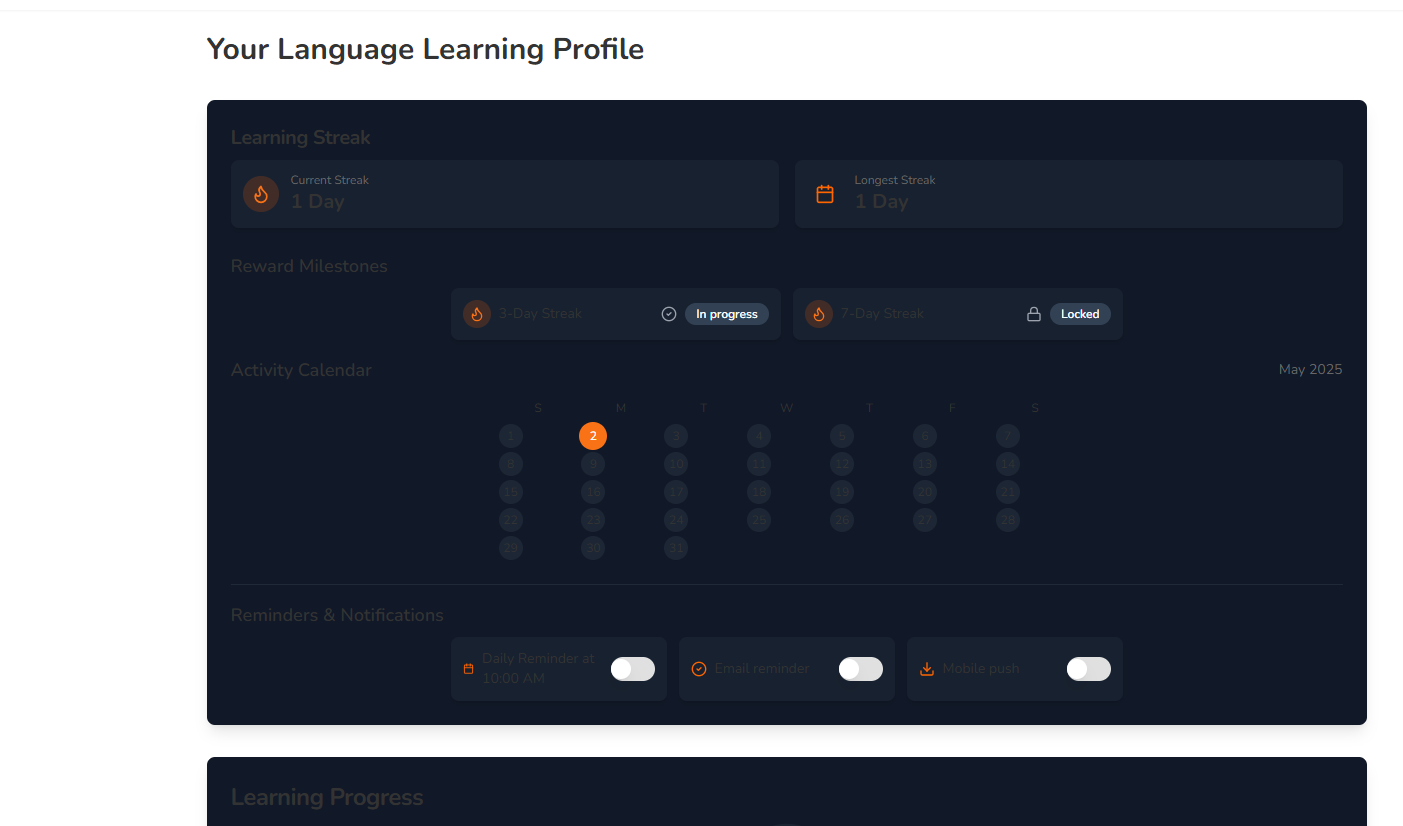 Your Language Learning Profile
Learning Streak
Current Streak
1 Day
Longest Streak
1 Day
Reward Milestones
3-Day Streak
In progress
7-Day Streak
Locked
Activity Calendar
May 2025
S M T W T F S
1 2 3 4 5 6 7
8 9 10 11 12 13 14
15 16 17 18 19 20 21
22 23 24 25 26 27 28
29 30 31
Reminders & Notifications
Daily Reminder at
10:00 AM
Email reminder
Mobile push
Learning Progress